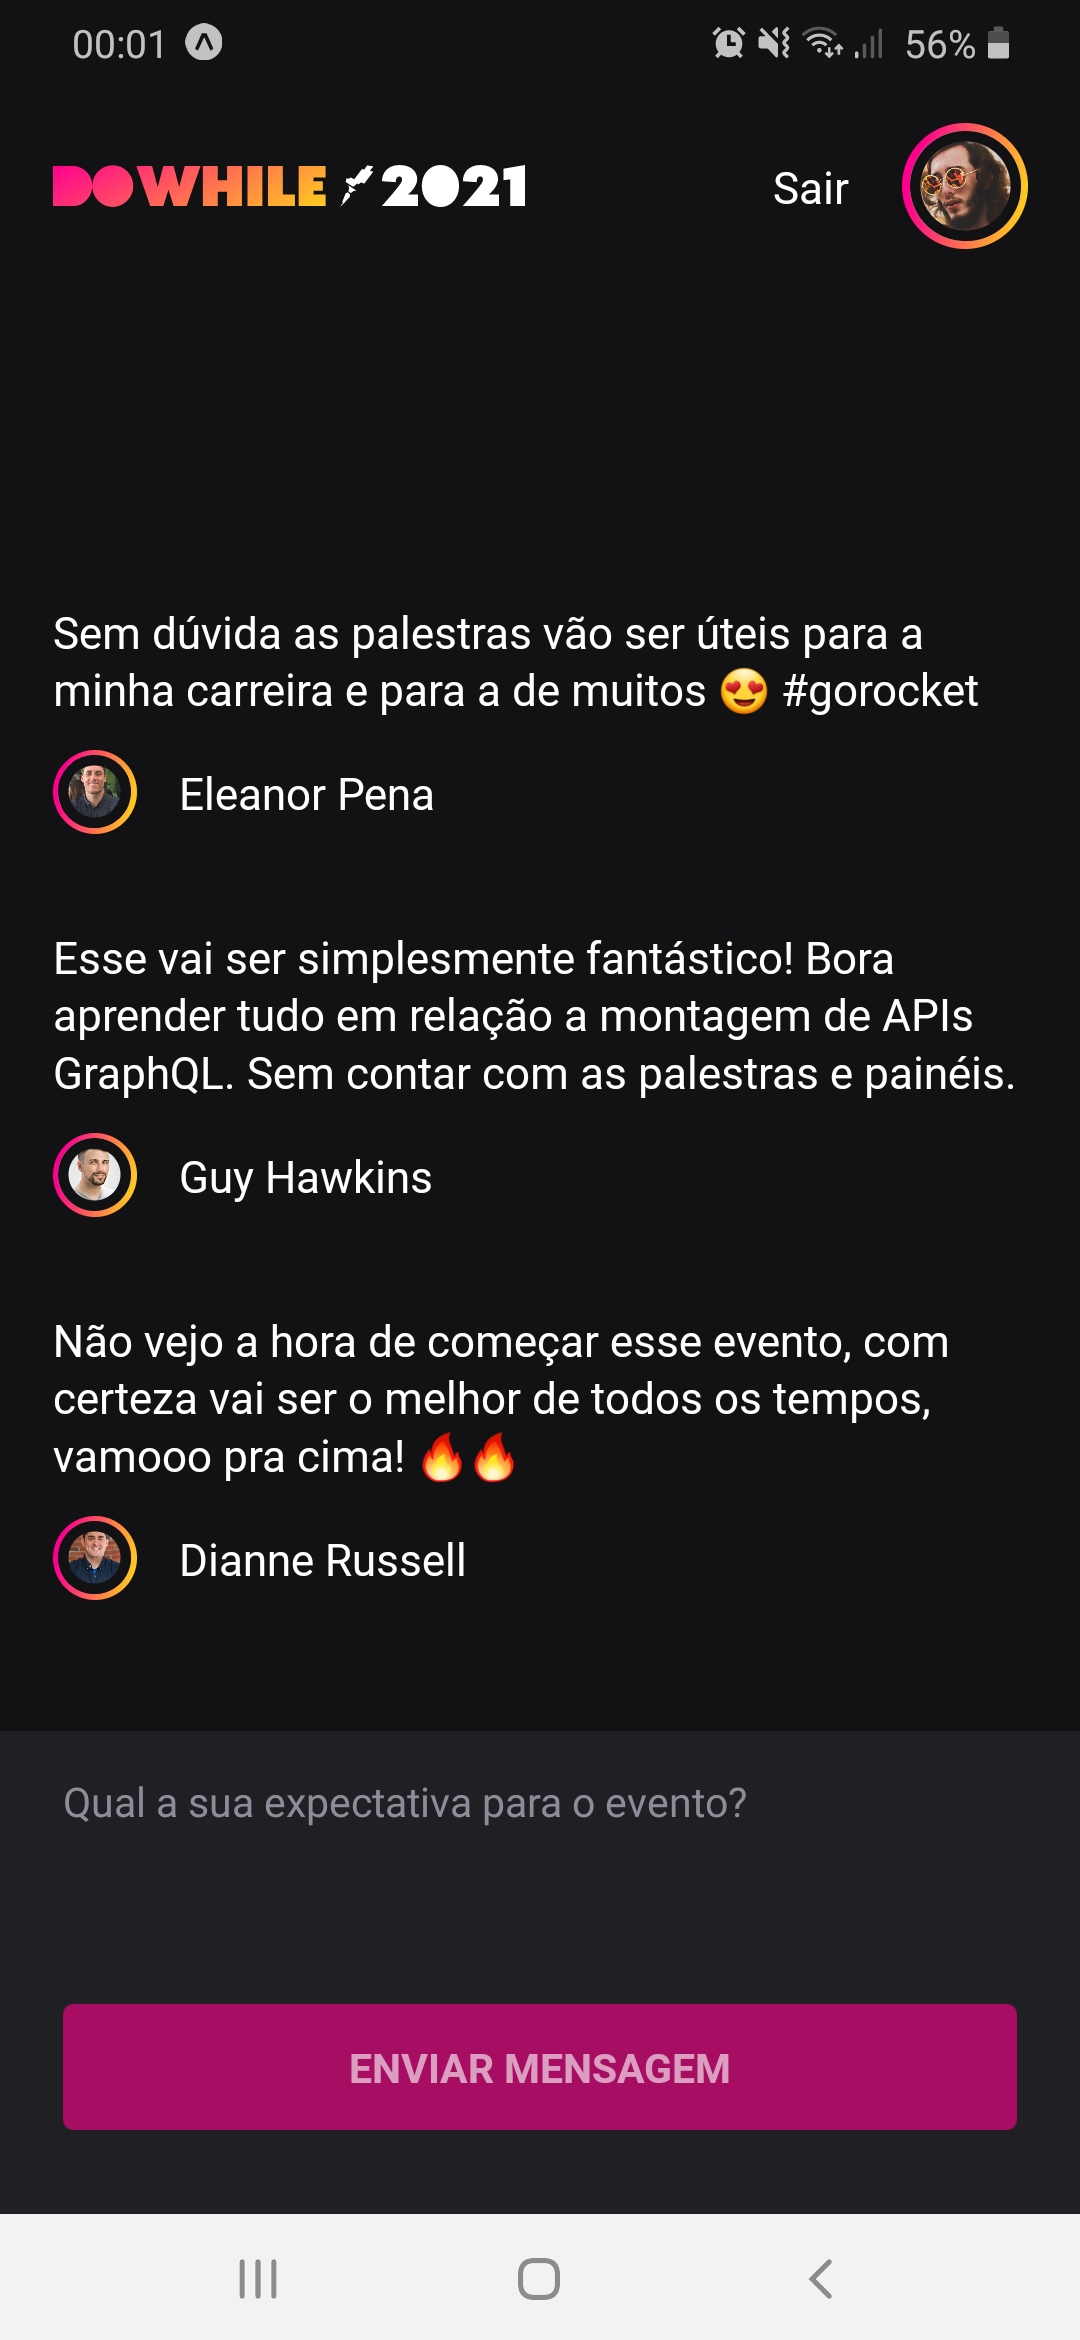 00:01 56%
DOWHILE 2021 Sair
Sem dúvida as palestras vão ser úteis para a
minha carreira e para a de muitos 😍 #gorocket
Eleanor Pena
Esse vai ser simplesmente fantástico! Bora
aprender tudo em relação a montagem de APIs
GraphQL. Sem contar com as palestras e painéis.
Guy Hawkins
Não vejo a hora de começar esse evento, com
certeza vai ser o melhor de todos os tempos,
vamooo pra cima! 🔥🔥
Dianne Russell
Qual a sua expectativa para o evento?
ENVIAR MENSAGEM